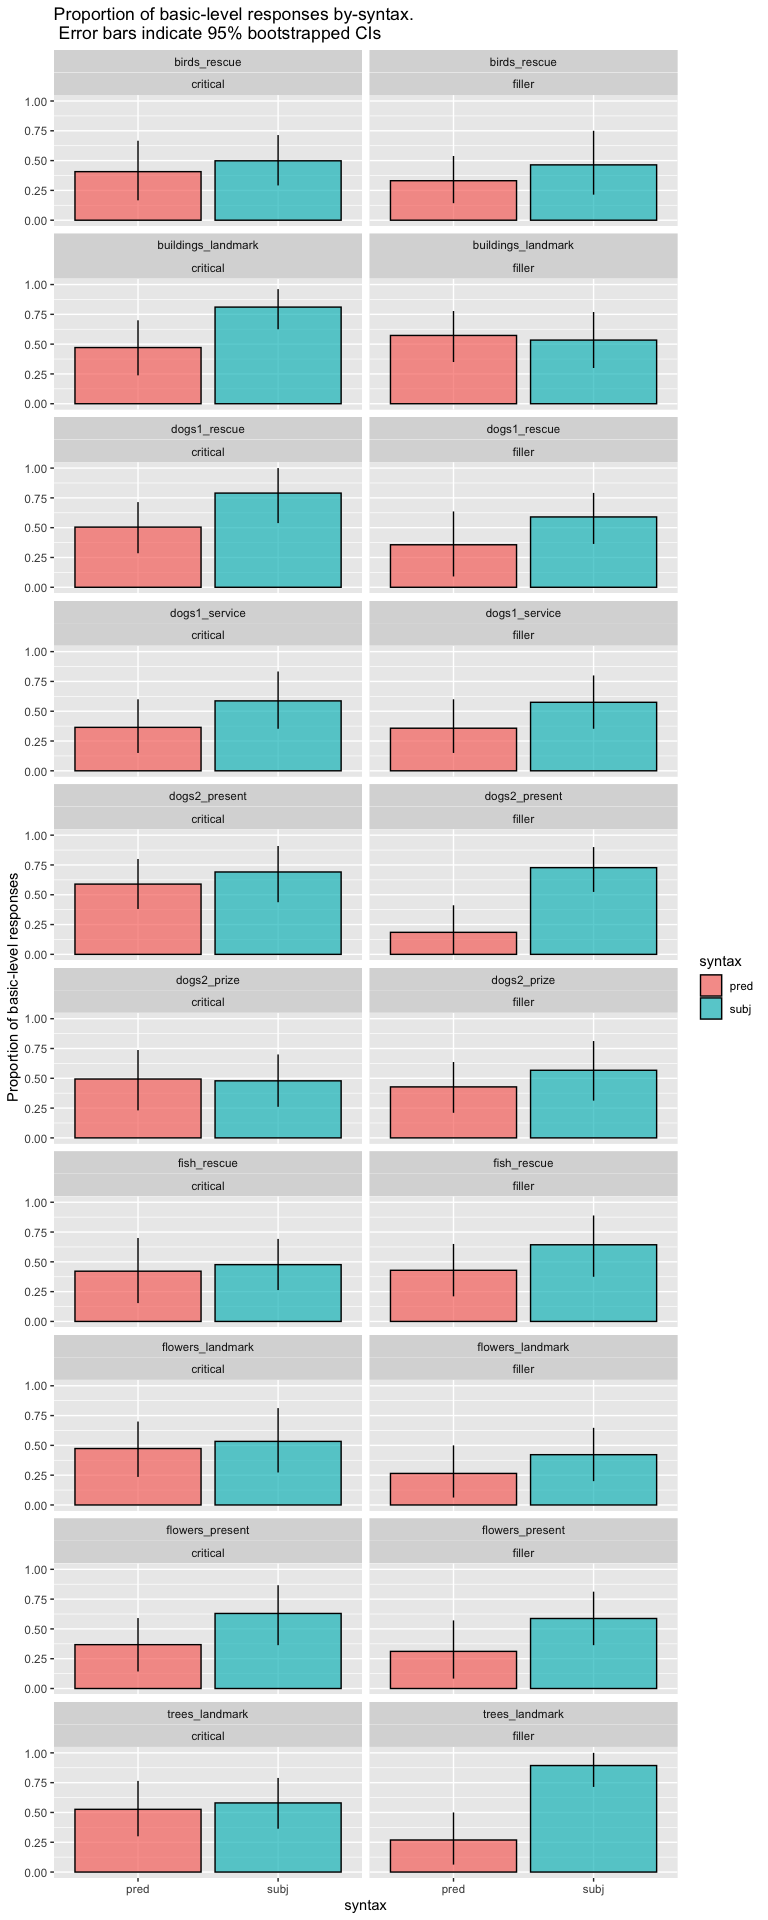 Proportion of basic-level responses by-syntax.
Error bars indicate 95% bootstrapped CIs
birds_rescue birds_rescue
critical filler
1.00
0.75
0.50
0.25
0.00
buildings_landmark buildings_landmark
critical filler
1.00
0.75
0.50
0.25
0.00
dogs1_rescue dogs1_rescue
critical filler
1.00
0.75
0.50
0.25
0.00
dogs1_service dogs1_service
critical filler
1.00
0.75
0.50
0.25
0.00
dogs2_present dogs2_present
critical filler
1.00
0.75
0.50
0.25
0.00
dogs2_prize dogs2_prize
critical filler
1.00
0.75
0.50
0.25
0.00
fish_rescue fish_rescue
critical filler
1.00
0.75
0.50
0.25
0.00
flowers_landmark flowers_landmark
critical filler
1.00
0.75
0.50
0.25
0.00
flowers_present flowers_present
critical filler
1.00
0.75
0.50
0.25
0.00
trees_landmark trees_landmark
critical filler
1.00
0.75
0.50
0.25
0.00
pred subj pred subj
syntax
Proportion of basic-level responses
syntax
pred
subj